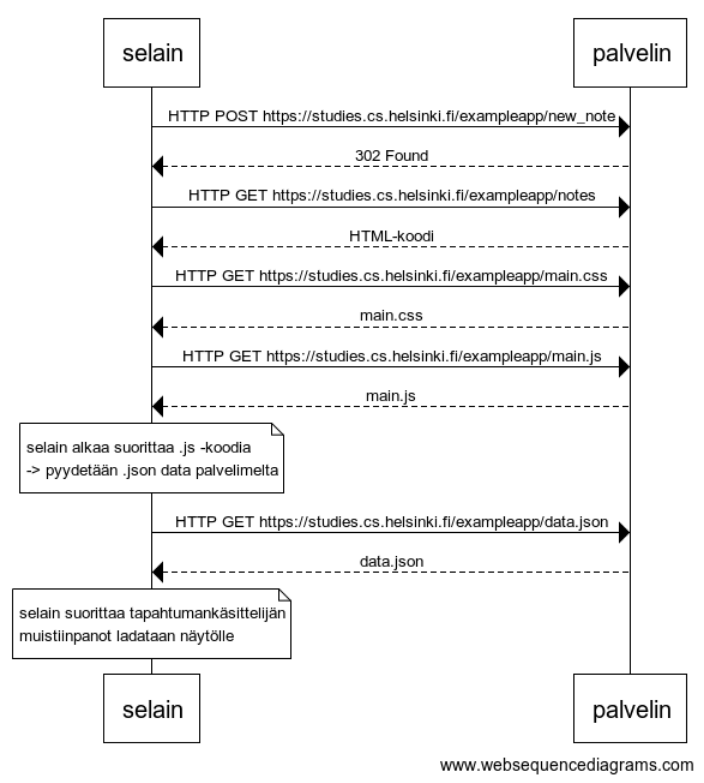 selain palvelin
HTTP POST https://studies.cs.helsinki.fi/exampleapp/new_note
302 Found
HTTP GET https://studies.cs.helsinki.fi/exampleapp/notes
HTML-koodi
HTTP GET https://studies.cs.helsinki.fi/exampleapp/main.css
main.css
HTTP GET https://studies.cs.helsinki.fi/exampleapp/main.js
main.js
selain alkaa suorittaa .js -koodia
-> pyydetään .json data palvelimelta
HTTP GET https://studies.cs.helsinki.fi/exampleapp/data.json
data.json
selain suorittaa tapahtumankäsittelijän
muistiinpanot ladataan näytölle
selain palvelin
www.websequencediagrams.com